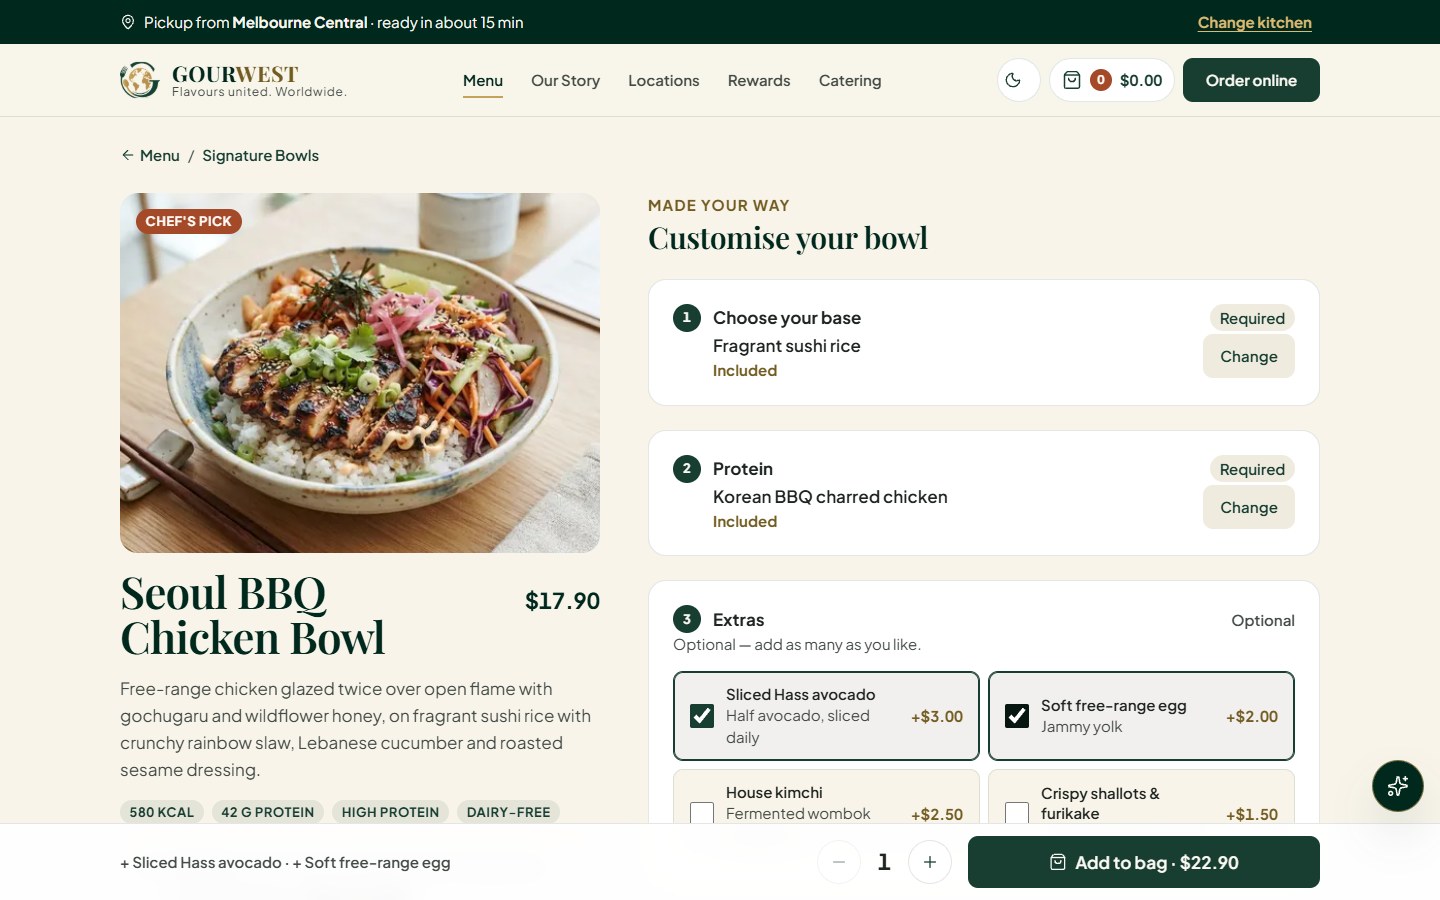 Pickup from Melbourne Central · ready in about 15 min
Change kitchen
GOURWEST
Flavours united. Worldwide.
Menu
Our Story
Locations
Rewards
Catering
0
$0.00
Order online
← Menu / Signature Bowls
CHEF'S PICK
Seoul BBQ
Chicken Bowl
$17.90
Free-range chicken glazed twice over open flame with
gochugaru and wildflower honey, on fragrant sushi rice with
crunchy rainbow slaw, Lebanese cucumber and roasted
sesame dressing.
580 KCAL
42 G PROTEIN
HIGH PROTEIN
DAIRY-FREE
MADE YOUR WAY
Customise your bowl
1
Choose your base
Required
Fragrant sushi rice
Included
Change
2
Protein
Required
Korean BBQ charred chicken
Included
Change
3
Extras
Optional
Optional — add as many as you like.
Sliced Hass avocado
Half avocado, sliced
daily
+$3.00
Soft free-range egg
Jammy yolk
+$2.00
House kimchi
Fermented wombok
+$2.50
Crispy shallots &
furikake
+$1.50
+ Sliced Hass avocado · + Soft free-range egg
− 1 +
Add to bag · $22.90